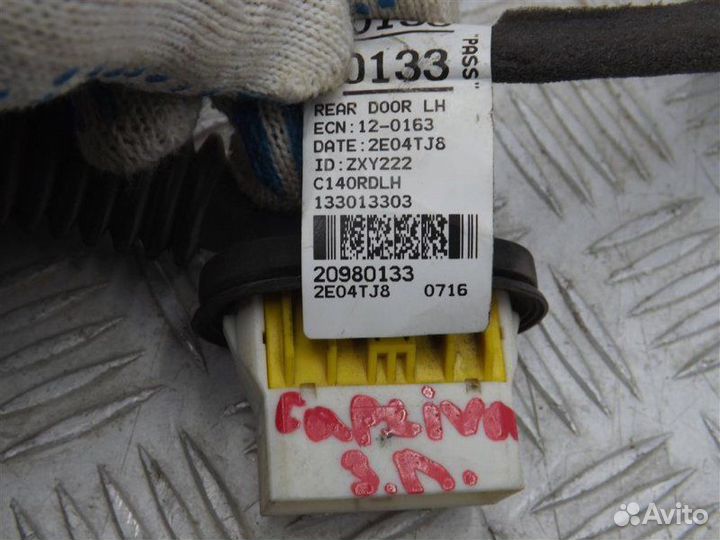 0133
"PASS"
REAR DOOR LH
ECN:12-0163
DATE:2E04TJ8
ID:ZXY222
C140RDLH
133013303
20980133
2E04TJ8 0716
Captiva
З.Л.
Avito